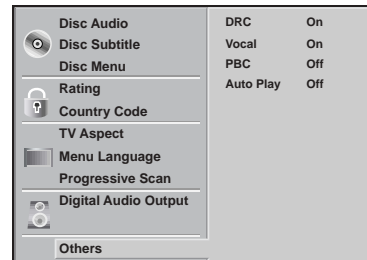 Disc Audio
Disc Subtitle
Disc Menu
Rating
Country Code
TV Aspect
Menu Language
Progressive Scan
Digital Audio Output
Others
DRC On
Vocal On
PBC Off
Auto Play Off